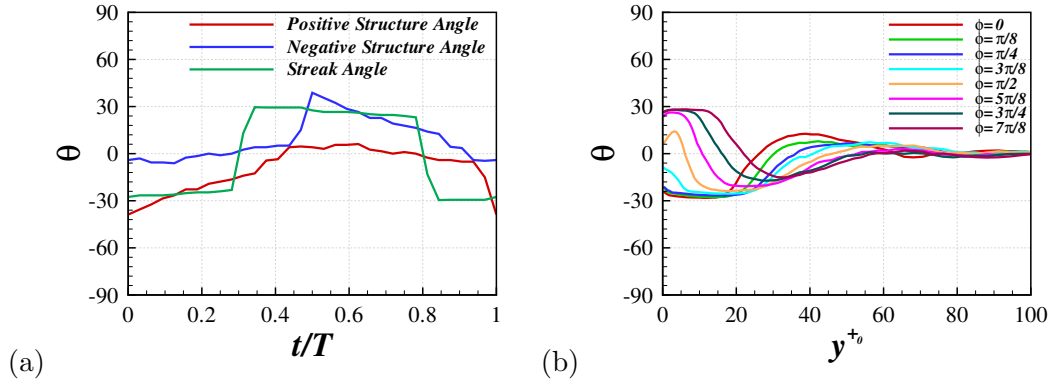 (a)
θ
90
60
30
0
-30
-60
-90
0 0.2 0.4 0.6 0.8 1
t/T
Positive Structure Angle
Negative Structure Angle
Streak Angle
(b)
θ
90
60
30
0
-30
-60
-90
0 20 40 60 80 100
y⁺⁰
ϕ=0
ϕ=π/8
ϕ=π/4
ϕ=3π/8
ϕ=π/2
ϕ=5π/8
ϕ=3π/4
ϕ=7π/8